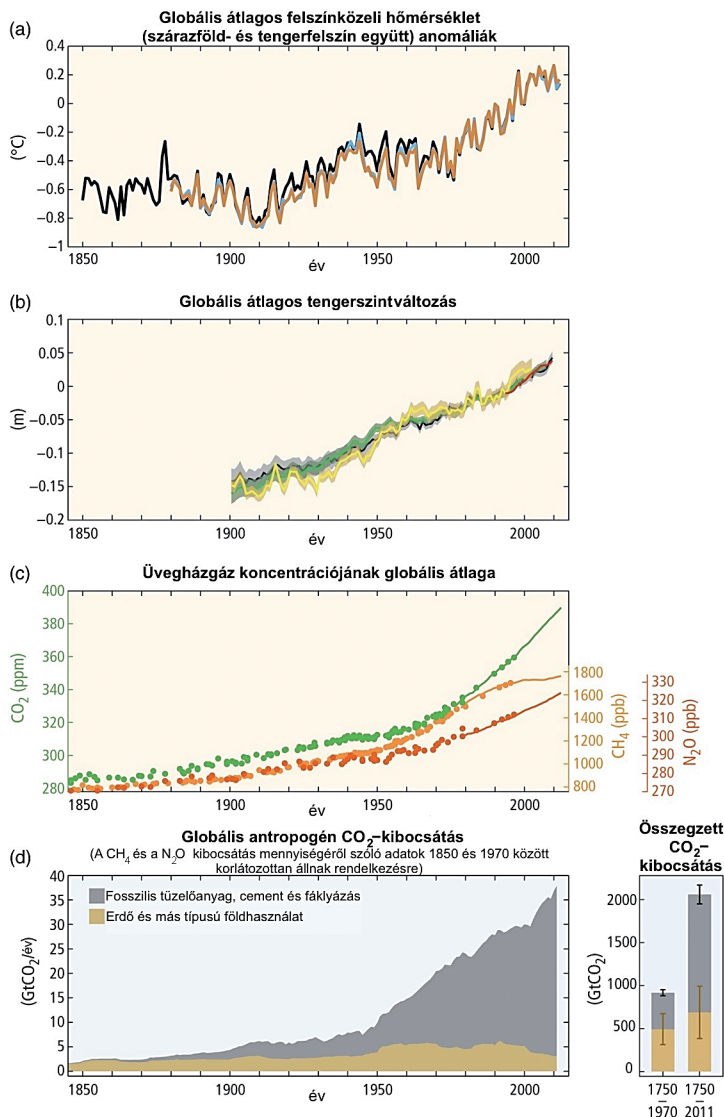 (a)
Globális átlagos felszínközeli hőmérséklet
(szárazföld- és tengerfelszín együtt) anomáliák
0.4
0.2
0
−0.2
−0.4
−0.6
−0.8
−1
(°C)
1850
1900
1950
2000
év
(b)
Globális átlagos tengerszintváltozás
0.1
0.05
0
−0.05
−0.1
−0.15
−0.2
(m)
1850
1900
1950
2000
év
(c)
Üvegházgáz koncentrációjának globális átlaga
400
380
360
340
320
300
280
CO₂ (ppm)
1800
1600
1400
1200
1000
800
CH₄ (ppb)
330
320
310
300
290
280
270
N₂O (ppb)
1850
1900
1950
2000
év
(d)
Globális antropogén CO₂–kibocsátás
(A CH₄ és a N₂O kibocsátás mennyiségéről szóló adatok 1850 és 1970 között
korlátozottan állnak rendelkezésre)
40
35
30
25
20
15
10
5
0
(GtCO₂/év)
Fosszilis tüzelőanyag, cement és fáklyázás
Erdő és más típusú földhasználat
1850
1900
1950
2000
év
Összegzett
CO₂–
kibocsátás
2000
1500
1000
500
0
(GtCO₂)
1750
–
1970
1750
–
2011